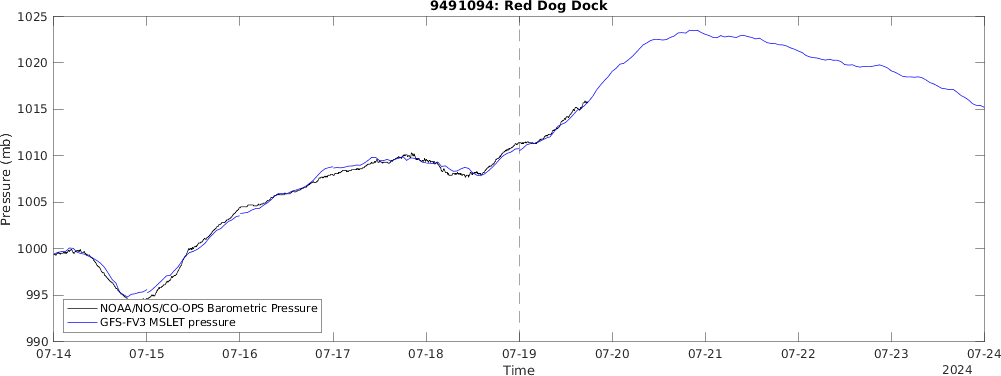 9491094: Red Dog Dock
1025
1020
1015
1010
1005
1000
995
990
Pressure (mb)
NOAA/NOS/CO-OPS Barometric Pressure
GFS-FV3 MSLET pressure
07-14 07-15 07-16 07-17 07-18 07-19 07-20 07-21 07-22 07-23 07-24
Time
2024